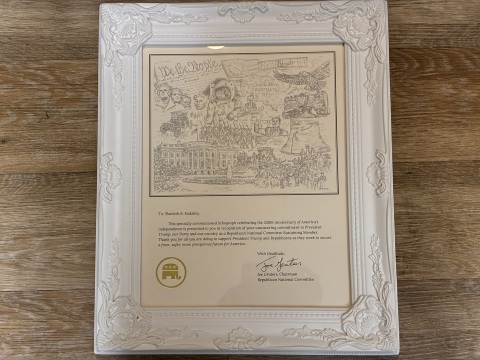 We the People
This specially commissioned lithograph celebrating the 250th anniversary of America's
independence is presented to you in recognition of your unwavering commitment to President
Trump, our Party and our country as a Republican National Committee Sustaining Member.
Thank you for all you are doing to support President Trump and Republicans as they work to secure
a freer, safer more prosperous future for America.
With Gratitude,
Joe Gruters
Joe Gruters, Chairman
Republican National Committee